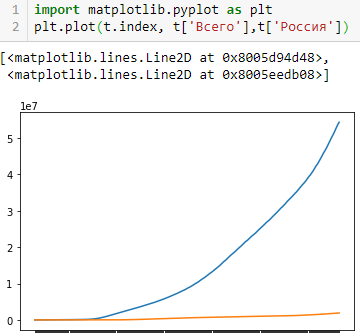 1 import matplotlib.pyplot as plt
2 plt.plot(t.index, t['Всего'],t['Россия'])
[<matplotlib.lines.Line2D at 0x8005d94d48>,
<matplotlib.lines.Line2D at 0x8005eedb08>]
1e7
5
4
3
2
1
0